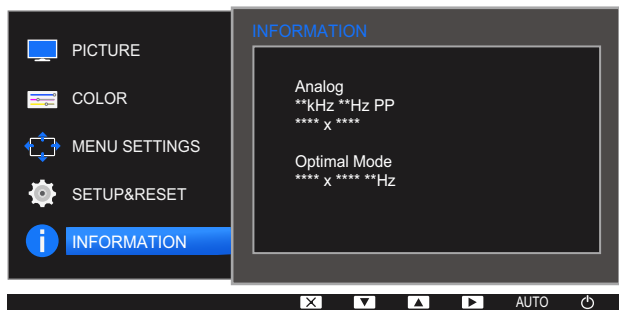 PICTURE
COLOR
MENU SETTINGS
SETUP&RESET
INFORMATION
INFORMATION
Analog
**kHz **Hz PP
**** x ****
Optimal Mode
**** x **** **Hz
AUTO